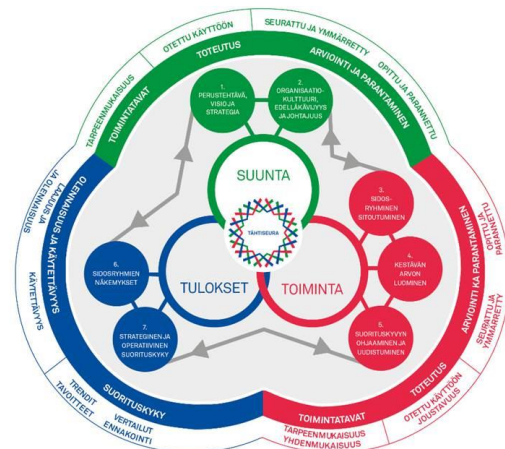 SEURATTU JA YMMÄRRETTY
OTETTU KÄYTTÖÖN
OPITTU JA PARANNETTU
TARPEENMUKAISUUS
TOTEUTUS
ARVIOINTI JA PARANTAMINEN
TOIMINTATAVAT
1.
PERUSTEHTÄVÄ,
VISIO JA
STRATEGIA
2.
ORGANISAATIO-
KULTTUURI,
EDELLÄKÄVIJYYS
JA JOHTAJUUS
SUUNTA
3.
SIDOS-
RYHMIEN
SITOUTUMINEN
4.
KESTÄVÄN
ARVON
LUOMINEN
5.
SUORITUSKYVYN
OHJAAMINEN JA
UUDISTUMINEN
TÄHTISEURA
TULOKSET
TOIMINTA
6.
SIDOSRYHMIEN
NÄKEMYKSET
7.
STRATEGINEN JA
OPERATIIVINEN
SUORITUSKYKY
OLENNAISUUS JA KÄYTETTÄVYYS
LAAJUUS JA
JA OLENNAISUUS
KÄYTETTÄVYYS
SUORITUSKYKY
TRENDIT
TAVOITTEET
VERTAILUT
ENNAKOINTI
ARVIOINTI KA PARANTAMINEN
OPITTU JA
PARANNETTU
SEURATTU JA
YMMÄRRETTY
TOTEUTUS
OTETTU KÄYTTÖÖN
JOUSTAVUUS
TOIMINTATAVAT
TARPEENMUKAISUUS
YHDENMUKAISUUS